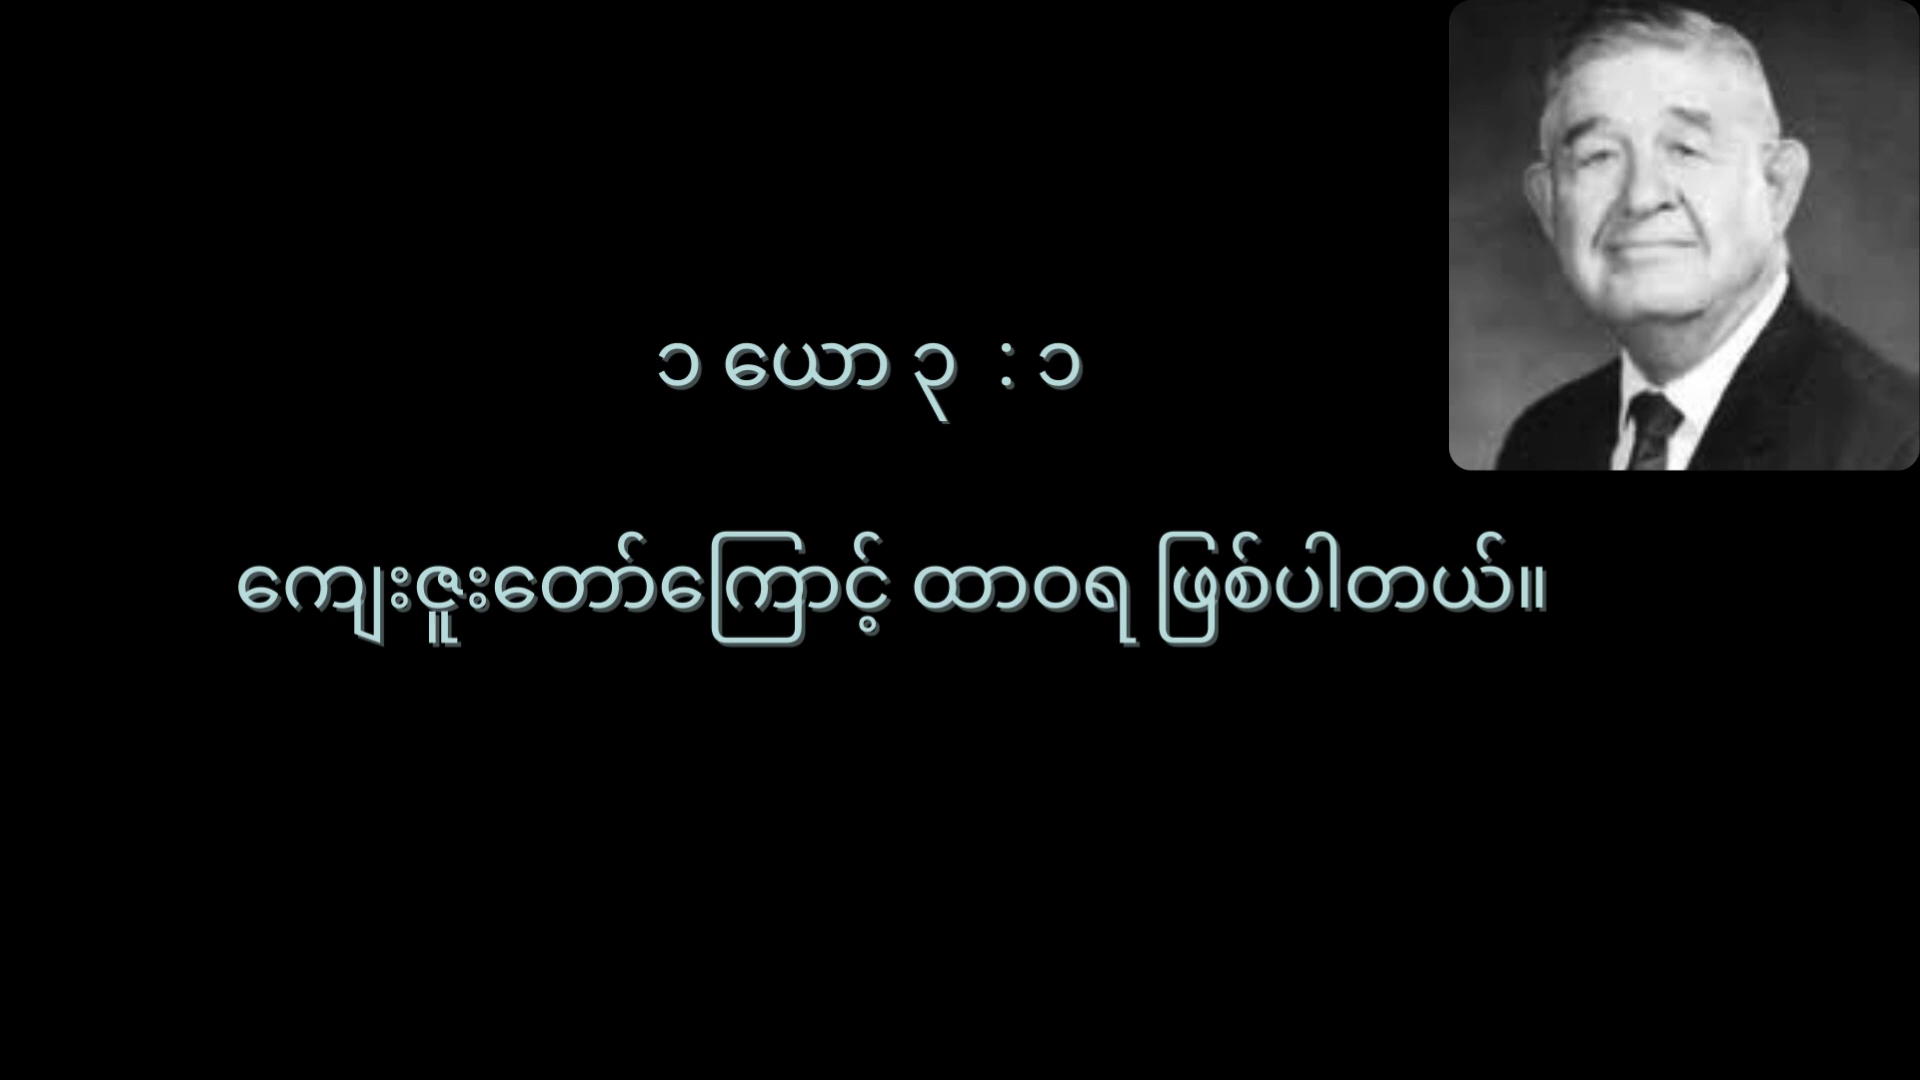 ၁ ယော ၃ : ၁
ကျေးဇူးတော်ကြောင့် ထာဝရ ဖြစ်ပါတယ်။